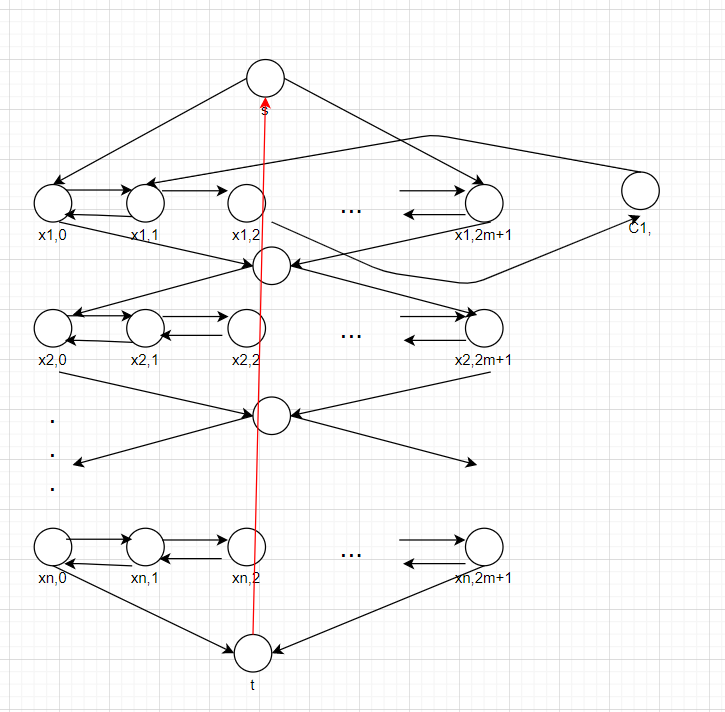 s
x1,0 x1,1 x1,2 ... x1,2m+1 C1,
x2,0 x2,1 x2,2 ... x2,2m+1
.
.
.
xn,0 xn,1 xn,2 ... xn,2m+1
t